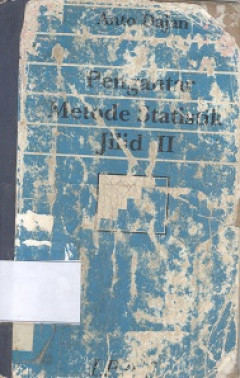 Anto Dajan
Pengantar
Metode Statistik
Jilid II